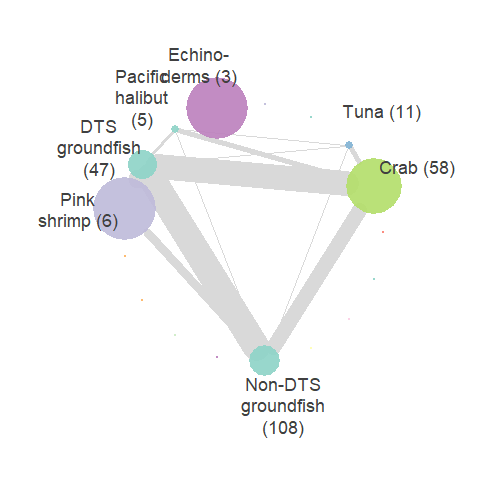 Echino-
derms (3)
Pacific
halibut
(5)
Tuna (11)
DTS
groundfish
(47)
Crab (58)
Pink
shrimp (6)
Non-DTS
groundfish
(108)